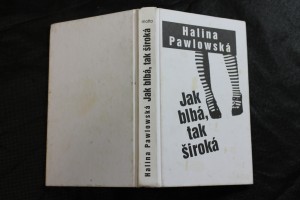 Halina Pawlowská Jak blbá, tak široká
Halina
Pawlowská
Jak
blbá,
tak
široká